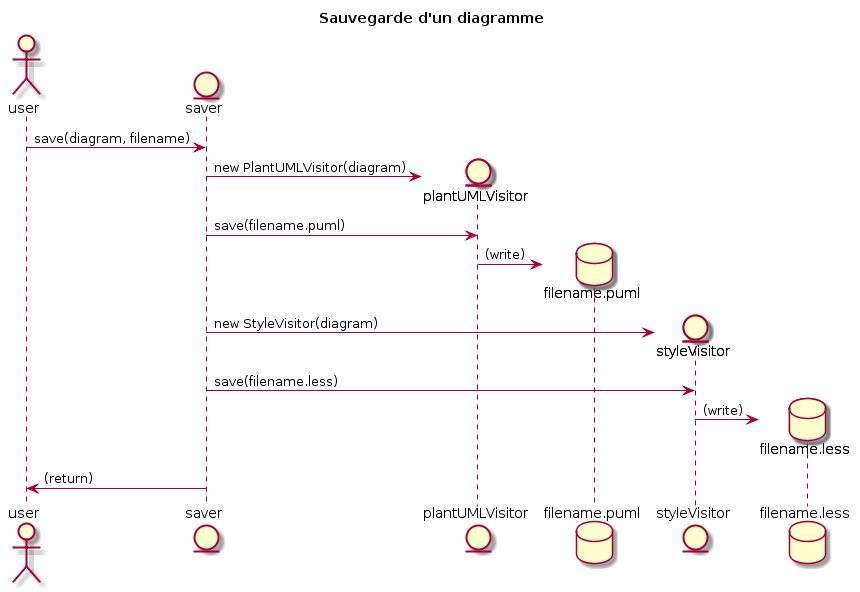 Sauvegarde d'un diagramme
user
saver
save(diagram, filename)
new PlantUMLVisitor(diagram)
plantUMLVisitor
save(filename.puml)
(write)
filename.puml
new StyleVisitor(diagram)
styleVisitor
save(filename.less)
(write)
filename.less
(return)
user
saver
plantUMLVisitor
filename.puml
styleVisitor
filename.less